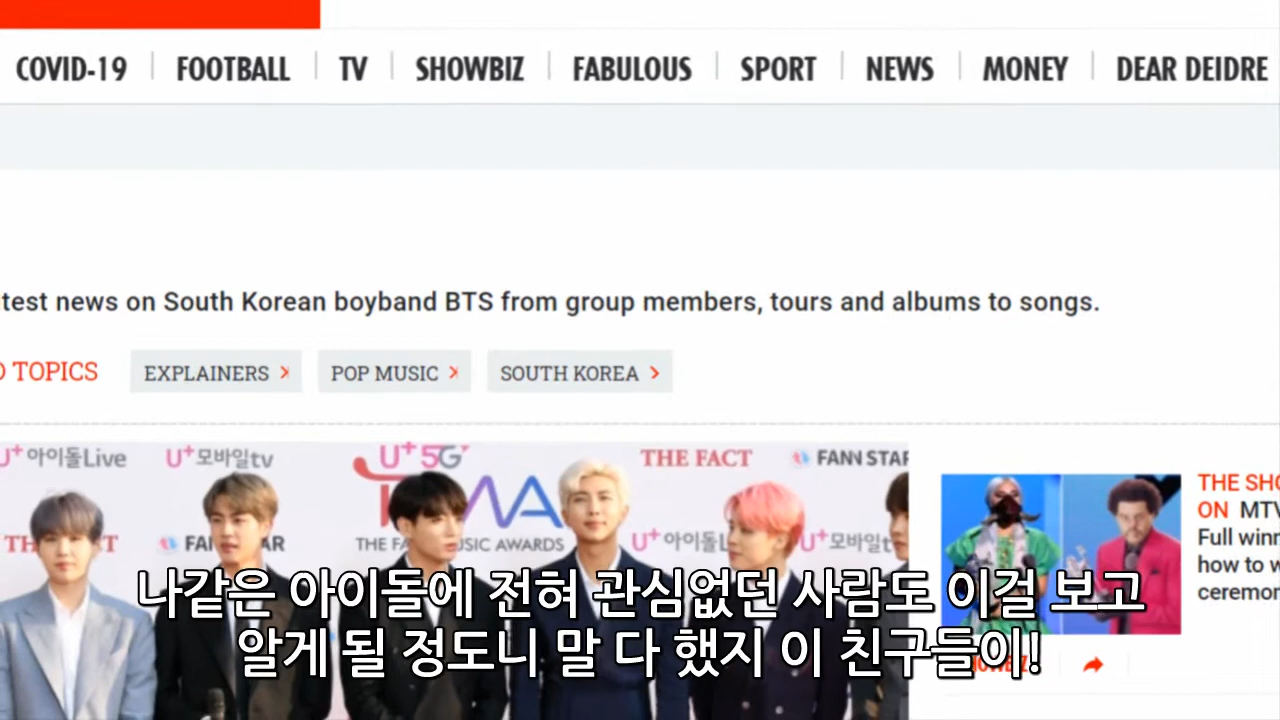 COVID-19 FOOTBALL TV SHOWBIZ FABULOUS SPORT NEWS MONEY DEAR DEIDRE
test news on South Korean boyband BTS from group members, tours and albums to songs.
TOPICS EXPLAINERS POP MUSIC SOUTH KOREA
U+아이돌Live U+모바일tv U+5G THE FACT FANN STAR
THE MUSIC AWARDS U+모바일
THE SHO
ON MTV
Full winn
how to w
ceremon
나같은 아이돌에 전혀 관심없던 사람도 이걸 보고
알게 될 정도니 말 다 했지 이 친구들이!